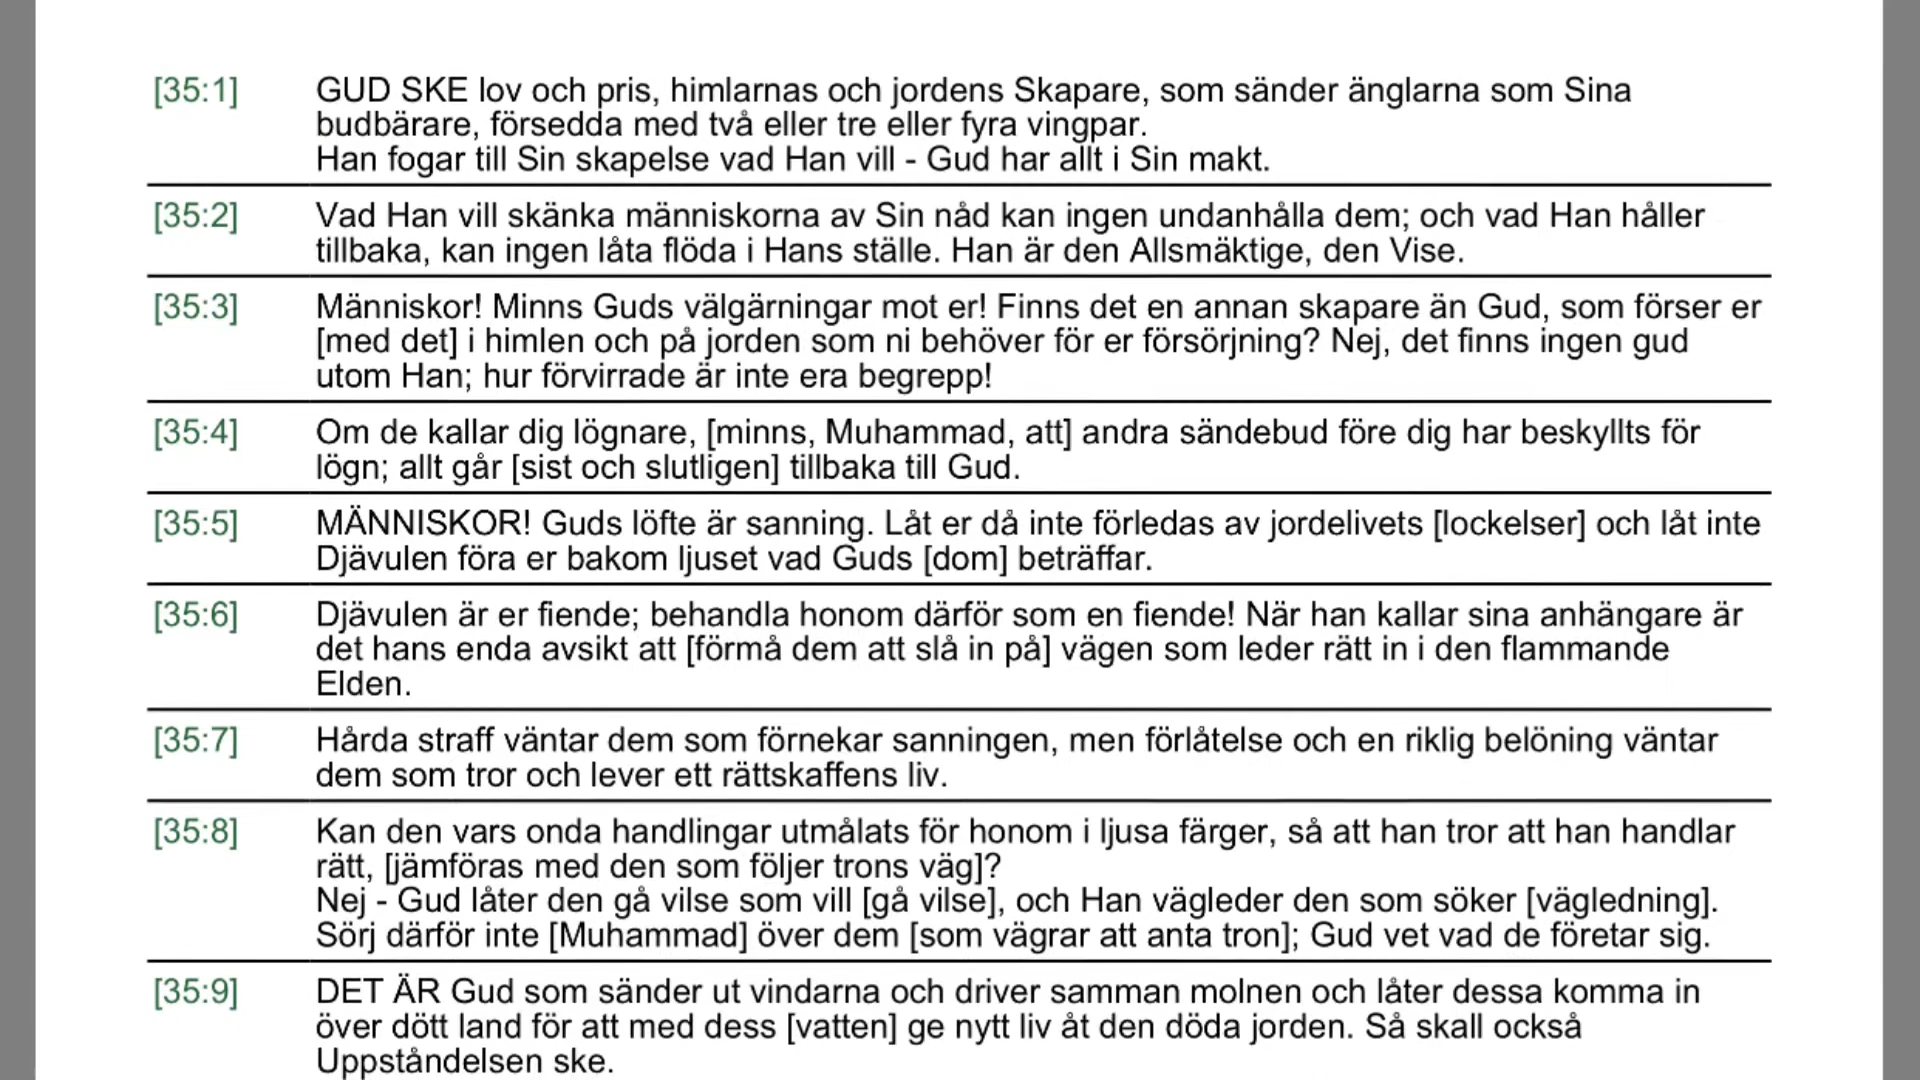 [35:1] GUD SKE lov och pris, himlarnas och jordens Skapare, som sänder änglarna som Sina
budbärare, försedda med två eller tre eller fyra vingpar.
Han fogar till Sin skapelse vad Han vill - Gud har allt i Sin makt.
[35:2] Vad Han vill skänka människorna av Sin nåd kan ingen undanhålla dem; och vad Han håller
tillbaka, kan ingen låta flöda i Hans ställe. Han är den Allsmäktige, den Vise.
[35:3] Människor! Minns Guds välgärningar mot er! Finns det en annan skapare än Gud, som förser er
[med det] i himlen och på jorden som ni behöver för er försörjning? Nej, det finns ingen gud
utom Han; hur förvirrade är inte era begrepp!
[35:4] Om de kallar dig lögnare, [minns, Muhammad, att] andra sändebud före dig har beskyllts för
lögn; allt går [sist och slutligen] tillbaka till Gud.
[35:5] MÄNNISKOR! Guds löfte är sanning. Låt er då inte förledas av jordelivets [lockelser] och låt inte
Djävulen föra er bakom ljuset vad Guds [dom] beträffar.
[35:6] Djävulen är er fiende; behandla honom därför som en fiende! När han kallar sina anhängare är
det hans enda avsikt att [förmå dem att slå in på] vägen som leder rätt in i den flammande
Elden.
[35:7] Hårda straff väntar dem som förnekar sanningen, men förlåtelse och en riklig belöning väntar
dem som tror och lever ett rättskaffens liv.
[35:8] Kan den vars onda handlingar utmålats för honom i ljusa färger, så att han tror att han handlar
rätt, [jämföras med den som följer trons väg]?
Nej - Gud låter den gå vilse som vill [gå vilse], och Han vägleder den som söker [vägledning].
Sörj därför inte [Muhammad] över dem [som vägrar att anta tron]; Gud vet vad de företar sig.
[35:9] DET ÄR Gud som sänder ut vindarna och driver samman molnen och låter dessa komma in
över dött land för att med dess [vatten] ge nytt liv åt den döda jorden. Så skall också
Uppståndelsen ske.